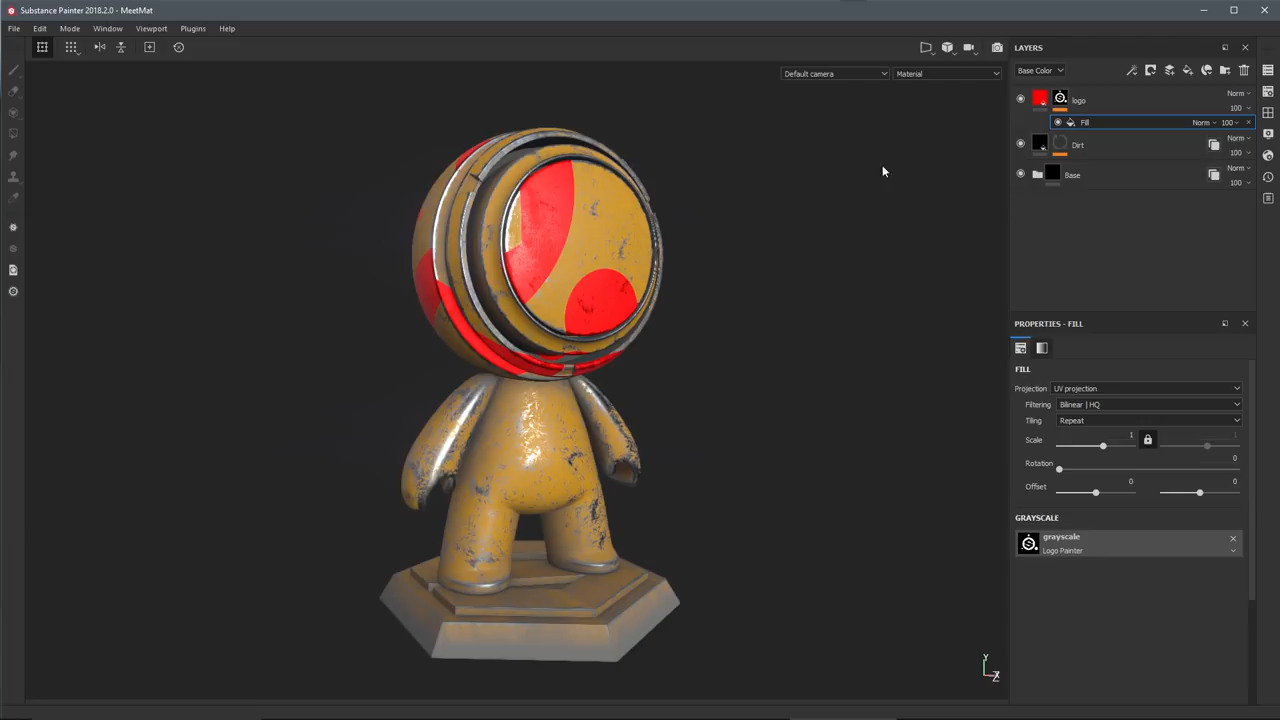 Substance Painter 2018.2.0 - MeetMat
File Edit Mode Window Viewport Plugins Help
LAYERS
Default camera Material
Base Color
logo Norm
100
Fill Norm 100
Dirt Norm
100
Base Norm
100
PROPERTIES - FILL
FILL
Projection UV projection
Filtering Bilinear | HQ
Tiling Repeat
Scale 1 1
Rotation 0
Offset 0 0
GRAYSCALE
grayscale
Logo Painter
Y
Z